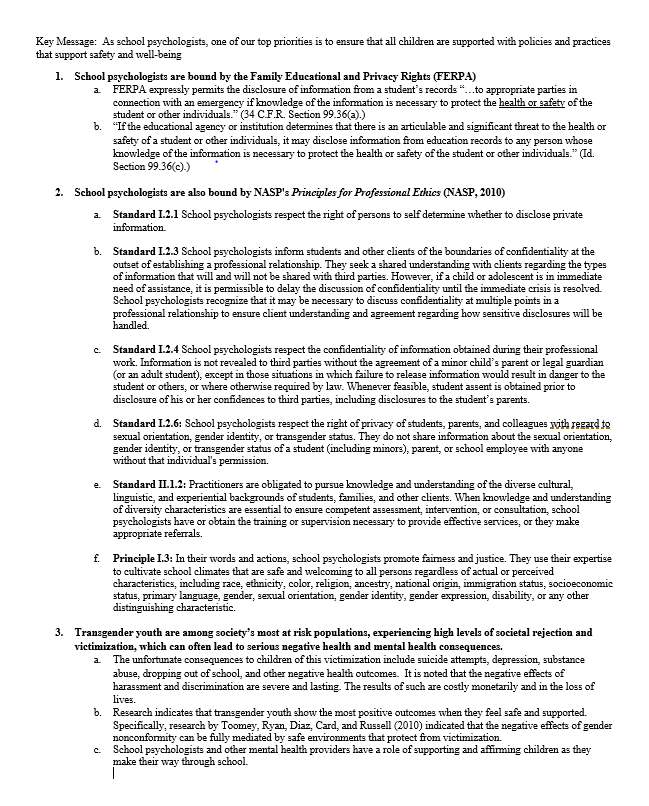 Key Message:  As school psychologists, one of our top priorities is to ensure that all children are supported with policies and practices
that support safety and well-being
1. School psychologists are bound by the Family Educational and Privacy Rights (FERPA)
a. FERPA expressly permits the disclosure of information from a student's records "…to appropriate parties in
connection with an emergency if knowledge of the information is necessary to protect the health or safety of the
student or other individuals." (34 C.F.R. Section 99.36(a).)
b. "If the educational agency or institution determines that there is an articulable and significant threat to the health or
safety of a student or other individuals, it may disclose information from education records to any person whose
knowledge of the information is necessary to protect the health or safety of the student or other individuals." (Id.
Section 99.36(c).)
2. School psychologists are also bound by NASP's Principles for Professional Ethics (NASP, 2010)
a. Standard I.2.1 School psychologists respect the right of persons to self determine whether to disclose private
information.
b. Standard I.2.3 School psychologists inform students and other clients of the boundaries of confidentiality at the
outset of establishing a professional relationship. They seek a shared understanding with clients regarding the types
of information that will and will not be shared with third parties. However, if a child or adolescent is in immediate
need of assistance, it is permissible to delay the discussion of confidentiality until the immediate crisis is resolved.
School psychologists recognize that it may be necessary to discuss confidentiality at multiple points in a
professional relationship to ensure client understanding and agreement regarding how sensitive disclosures will be
handled.
c. Standard I.2.4 School psychologists respect the confidentiality of information obtained during their professional
work. Information is not revealed to third parties without the agreement of a minor child's parent or legal guardian
(or an adult student), except in those situations in which failure to release information would result in danger to the
student or others, or where otherwise required by law. Whenever feasible, student assent is obtained prior to
disclosure of his or her confidences to third parties, including disclosures to the student's parents.
d. Standard I.2.6: School psychologists respect the right of privacy of students, parents, and colleagues with regard to
sexual orientation, gender identity, or transgender status. They do not share information about the sexual orientation,
gender identity, or transgender status of a student (including minors), parent, or school employee with anyone
without that individual's permission.
e. Standard II.1.2: Practitioners are obligated to pursue knowledge and understanding of the diverse cultural,
linguistic, and experiential backgrounds of students, families, and other clients. When knowledge and understanding
of diversity characteristics are essential to ensure competent assessment, intervention, or consultation, school
psychologists have or obtain the training or supervision necessary to provide effective services, or they make
appropriate referrals.
f. Principle I.3: In their words and actions, school psychologists promote fairness and justice. They use their expertise
to cultivate school climates that are safe and welcoming to all persons regardless of actual or perceived
characteristics, including race, ethnicity, color, religion, ancestry, national origin, immigration status, socioeconomic
status, primary language, gender, sexual orientation, gender identity, gender expression, disability, or any other
distinguishing characteristic.
3. Transgender youth are among society's most at risk populations, experiencing high levels of societal rejection and
victimization, which can often lead to serious negative health and mental health consequences.
a. The unfortunate consequences to children of this victimization include suicide attempts, depression, substance
abuse, dropping out of school, and other negative health outcomes.  It is noted that the negative effects of
harassment and discrimination are severe and lasting. The results of such are costly monetarily and in the loss of
lives.
b. Research indicates that transgender youth show the most positive outcomes when they feel safe and supported.
Specifically, research by Toomey, Ryan, Diaz, Card, and Russell (2010) indicated that the negative effects of gender
nonconformity can be fully mediated by safe environments that protect from victimization.
c. School psychologists and other mental health providers have a role of supporting and affirming children as they
make their way through school.